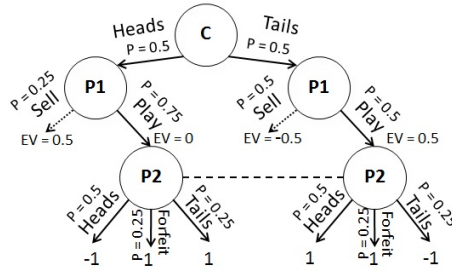 Heads
P = 0.5
C
Tails
P = 0.5
P1
P = 0.25
Sell
EV = 0.5
P = 0.75
Play
EV = 0
P1
P = 0.5
Sell
EV = -0.5
P = 0.5
Play
EV = 0.5
P2
P = 0.5
Heads
-1
P = 0.25
Forfeit
1
P = 0.25
Tails
1
P2
P = 0.5
Heads
1
P = 0.25
Forfeit
1
P = 0.25
Tails
-1